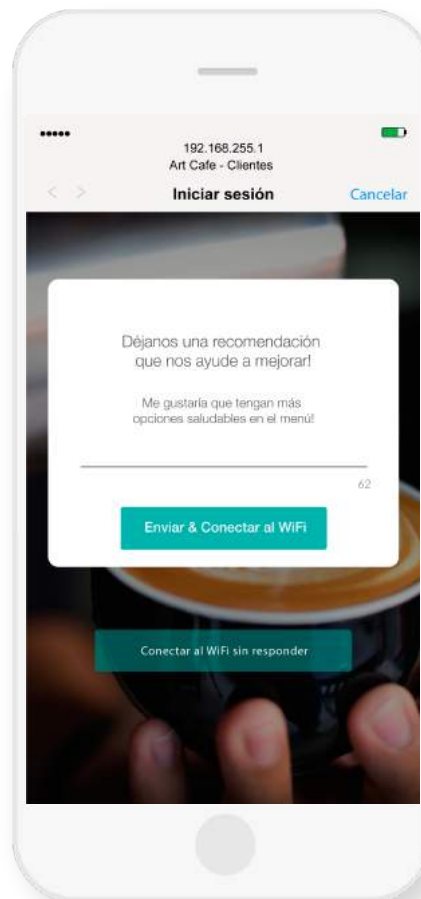 192.168.255.1
Art Cafe - Clientes
< >
Iniciar sesión
Cancelar
Déjanos una recomendación
que nos ayude a mejorar!
Me gustaría que tengan más
opciones saludables en el menú!
62
Enviar & Conectar al WiFi
Conectar al WiFi sin responder